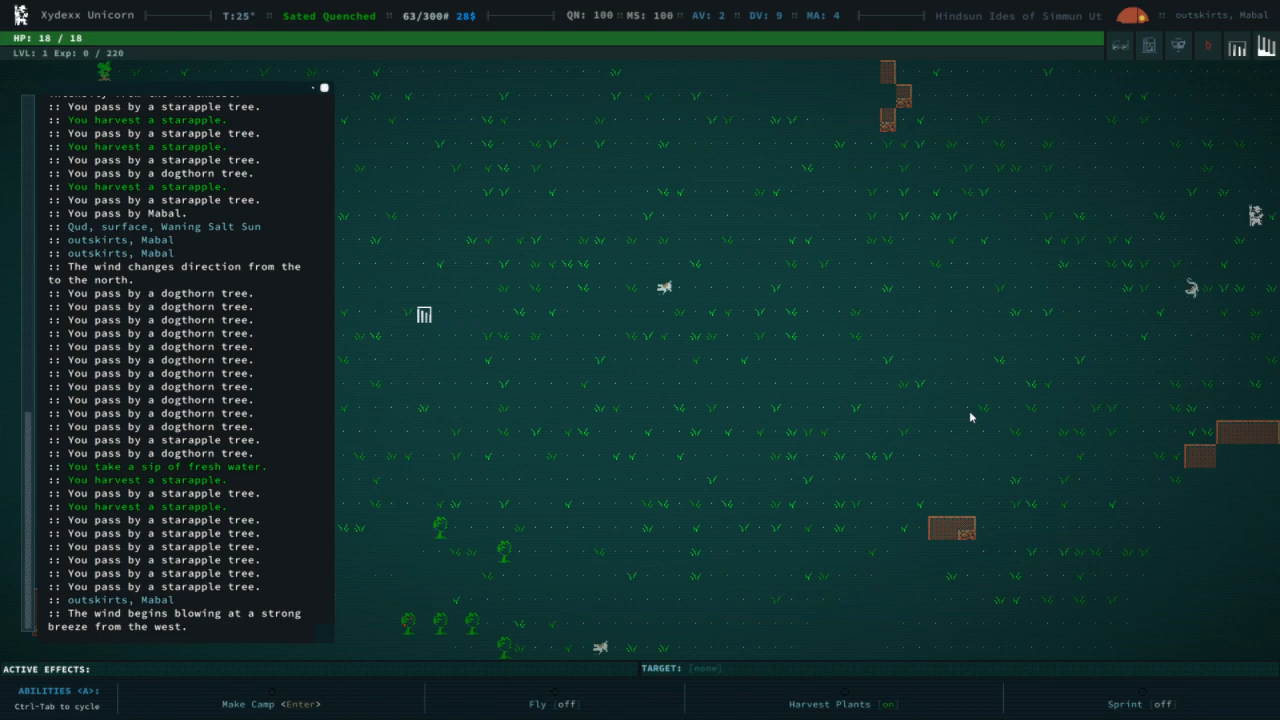 Xydexx Unicorn T:25° Sated Quenched 63/300# 28$ QN: 100 MS: 100 AV: 2 DV: 9 MA: 4 Hindsun Ides of Simmun Ut outskirts, Mabal
HP: 18 / 18
LVL: 1 Exp: 0 / 220
:: You pass by a starapple tree.
:: You harvest a starapple.
:: You pass by a starapple tree.
:: You harvest a starapple.
:: You pass by a starapple tree.
:: You pass by a dogthorn tree.
:: You harvest a starapple.
:: You pass by a starapple tree.
:: You pass by Mabal.
:: Qud, surface, Waning Salt Sun
:: outskirts, Mabal
:: outskirts, Mabal
:: The wind changes direction from the
to the north.
:: You pass by a dogthorn tree.
:: You pass by a dogthorn tree.
:: You pass by a dogthorn tree.
:: You pass by a dogthorn tree.
:: You pass by a dogthorn tree.
:: You pass by a dogthorn tree.
:: You pass by a dogthorn tree.
:: You pass by a dogthorn tree.
:: You pass by a dogthorn tree.
:: You pass by a dogthorn tree.
:: You pass by a dogthorn tree.
:: You pass by a starapple tree.
:: You pass by a dogthorn tree.
:: You take a sip of fresh water.
:: You harvest a starapple.
:: You pass by a starapple tree.
:: You harvest a starapple.
:: You pass by a starapple tree.
:: You pass by a starapple tree.
:: You pass by a starapple tree.
:: You pass by a starapple tree.
:: You pass by a starapple tree.
:: You pass by a starapple tree.
:: outskirts, Mabal
:: The wind begins blowing at a strong
breeze from the west.
ACTIVE EFFECTS: TARGET: [none]
ABILITIES <A>:
Ctrl-Tab to cycle
Make Camp <Enter> Fly [off] Harvest Plants [on] Sprint [off]